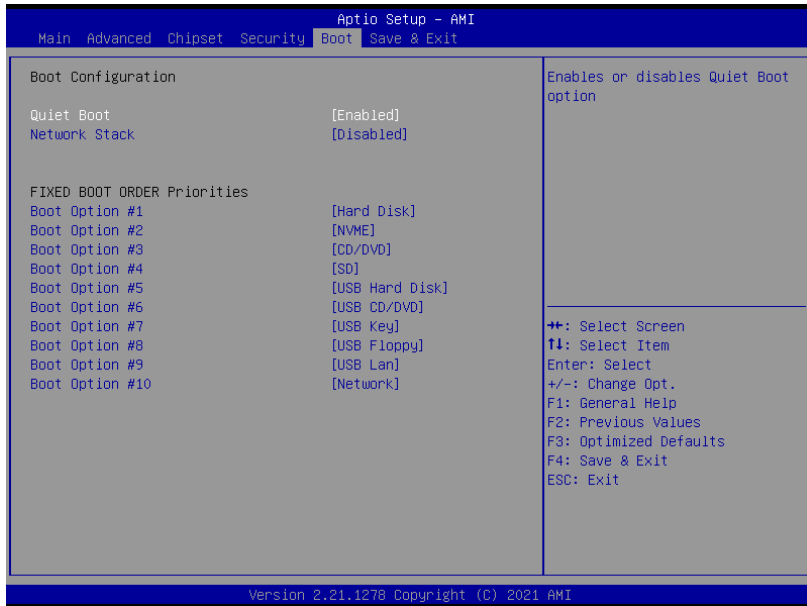 Aptio Setup – AMI
Main Advanced Chipset Security Boot Save & Exit
Boot Configuration
Quiet Boot [Enabled]
Network Stack [Disabled]
FIXED BOOT ORDER Priorities
Boot Option #1 [Hard Disk]
Boot Option #2 [NVME]
Boot Option #3 [CD/DVD]
Boot Option #4 [SD]
Boot Option #5 [USB Hard Disk]
Boot Option #6 [USB CD/DVD]
Boot Option #7 [USB Key]
Boot Option #8 [USB Floppy]
Boot Option #9 [USB Lan]
Boot Option #10 [Network]
Enables or disables Quiet Boot
option
→←: Select Screen
↑↓: Select Item
Enter: Select
+/-: Change Opt.
F1: General Help
F2: Previous Values
F3: Optimized Defaults
F4: Save & Exit
ESC: Exit
Version 2.21.1278 Copyright (C) 2021 AMI